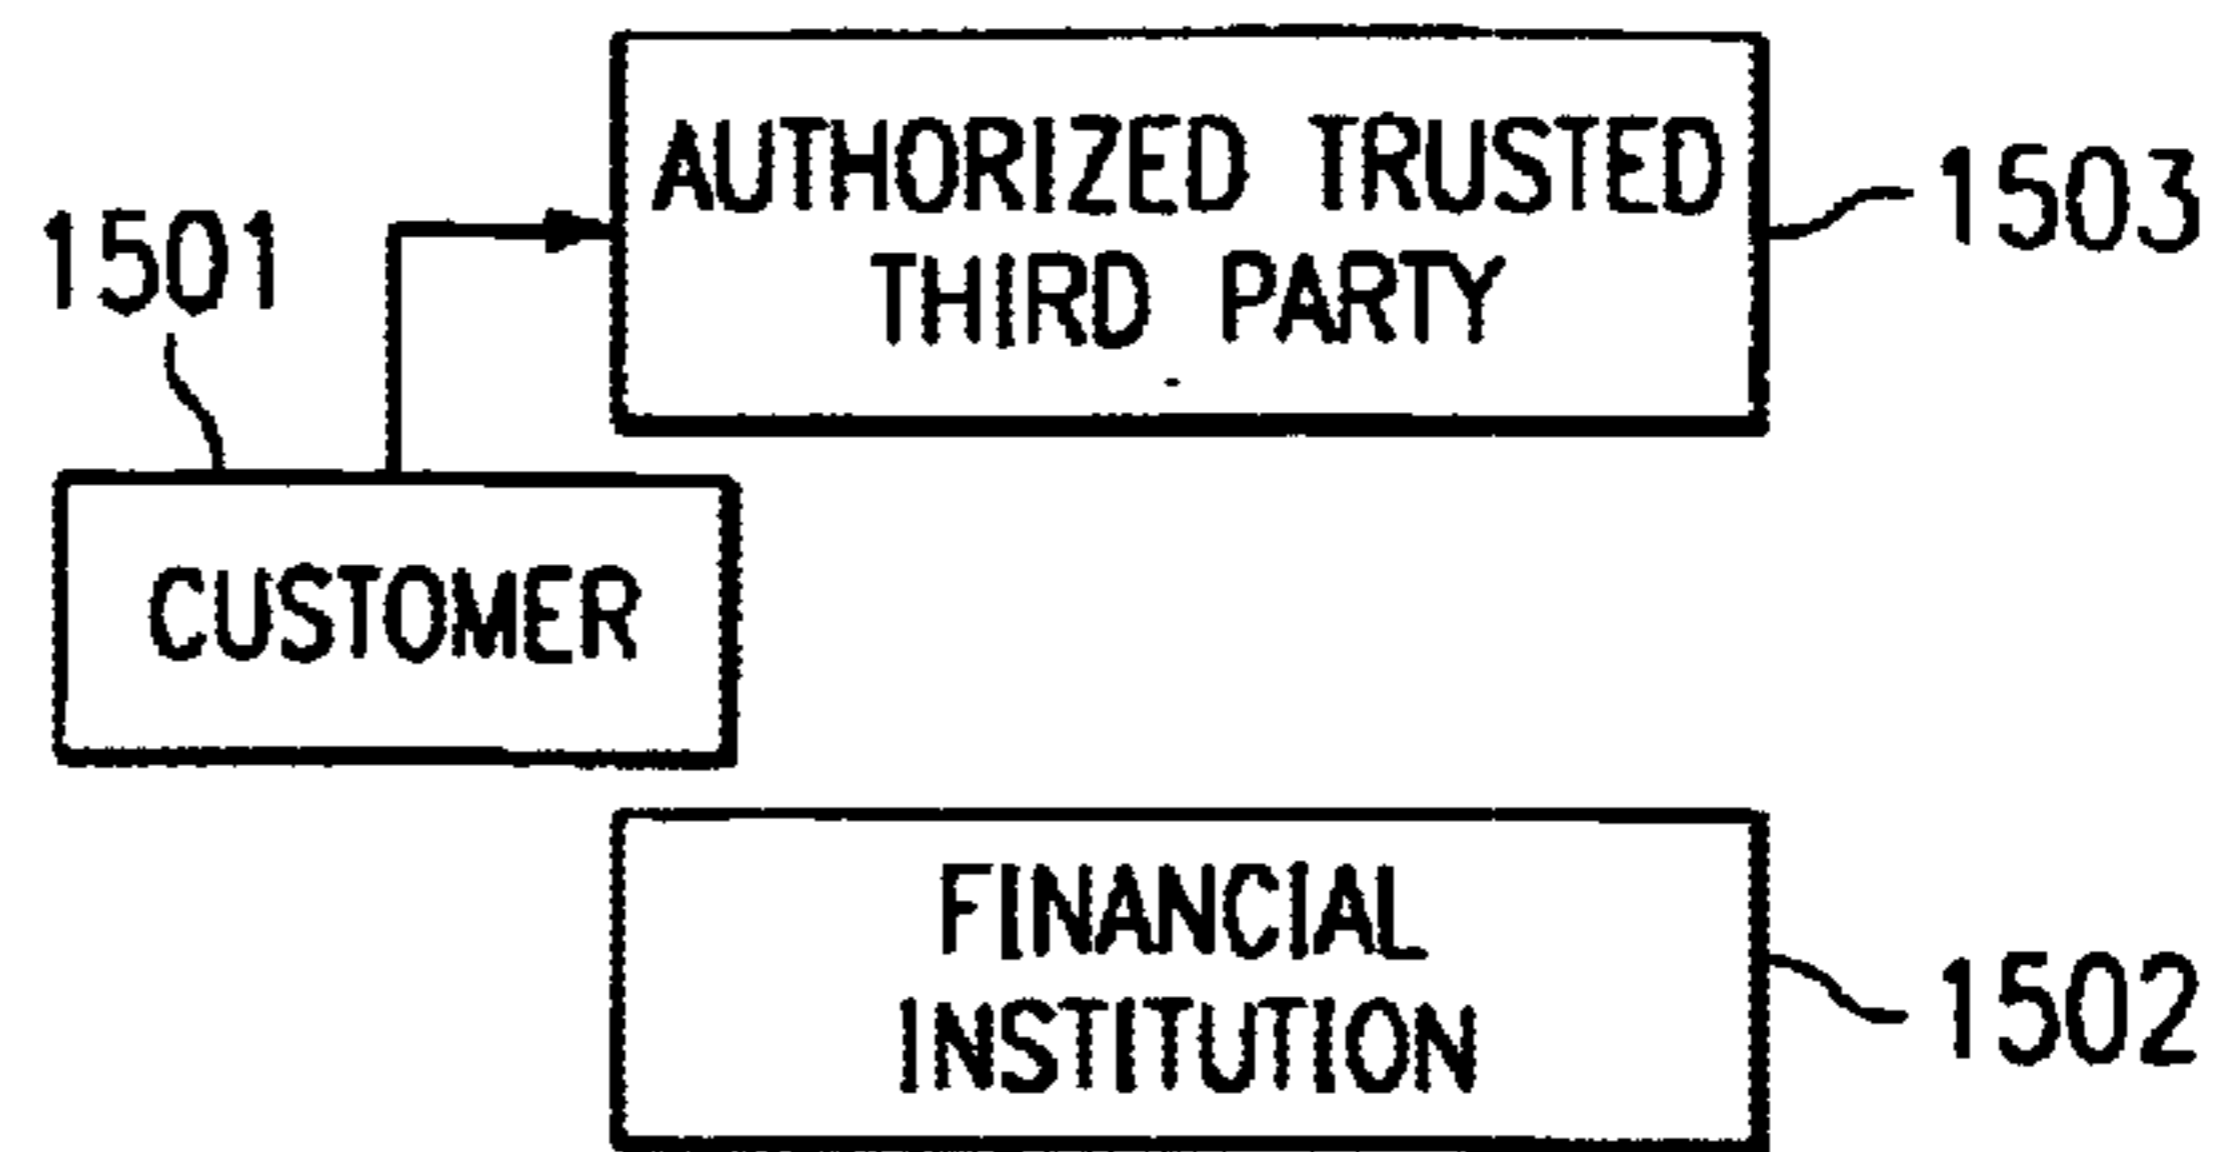 AUTHORIZED TRUSTED
THIRD PARTY
1503
1501
CUSTOMER
FINANCIAL
INSTITUTION
1502